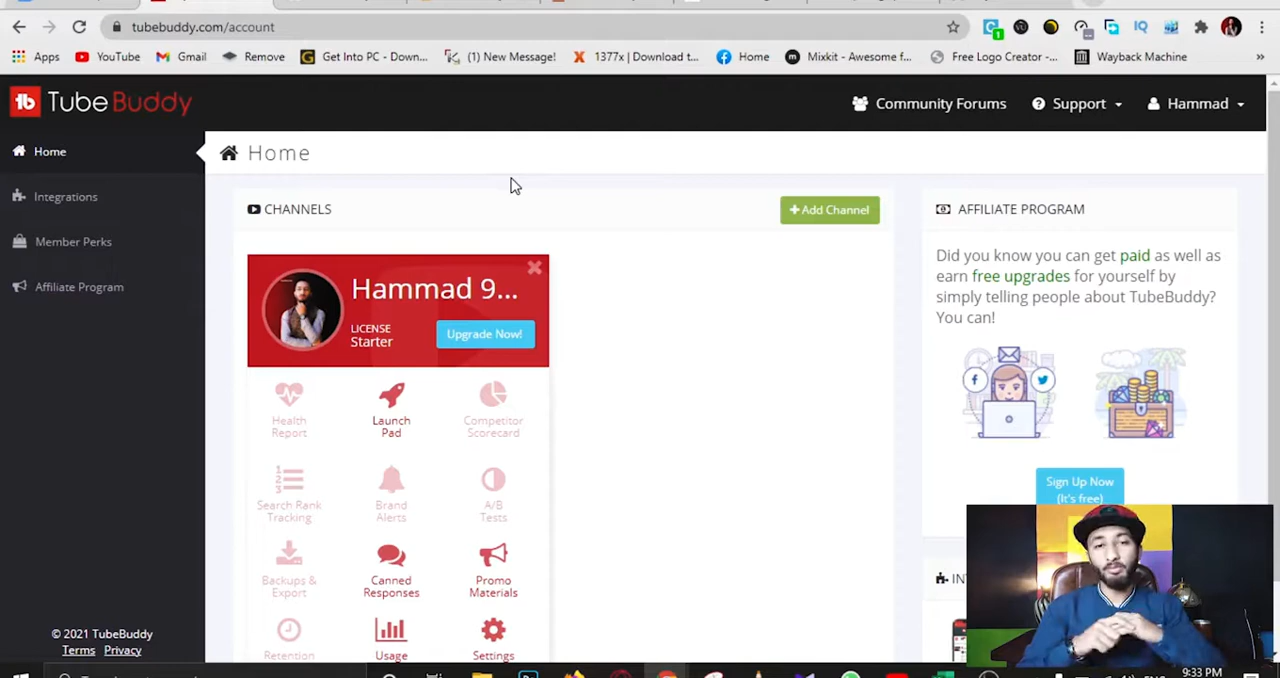 tubebuddy.com/account
Apps
YouTube
Gmail
Remove
Get Into PC - Down...
(1) New Message!
1377x | Download t...
Home
Mixkit - Awesome f...
Free Logo Creator -...
Wayback Machine
»
TubeBuddy
Community Forums
Support
Hammad
Home
Integrations
Member Perks
Affiliate Program
© 2021 TubeBuddy
Terms Privacy
Home
CHANNELS
+ Add Channel
Hammad 9...
LICENSE
Starter
Upgrade Now!
Health
Report
Launch
Pad
Competitor
Scorecard
Search Rank
Tracking
Brand
Alerts
A/B
Tests
Backups &
Export
Canned
Responses
Promo
Materials
Retention
Usage
Settings
AFFILIATE PROGRAM
Did you know you can get paid as well as
earn free upgrades for yourself by
simply telling people about TubeBuddy?
You can!
Sign Up Now
(It's free)
9:33 PM